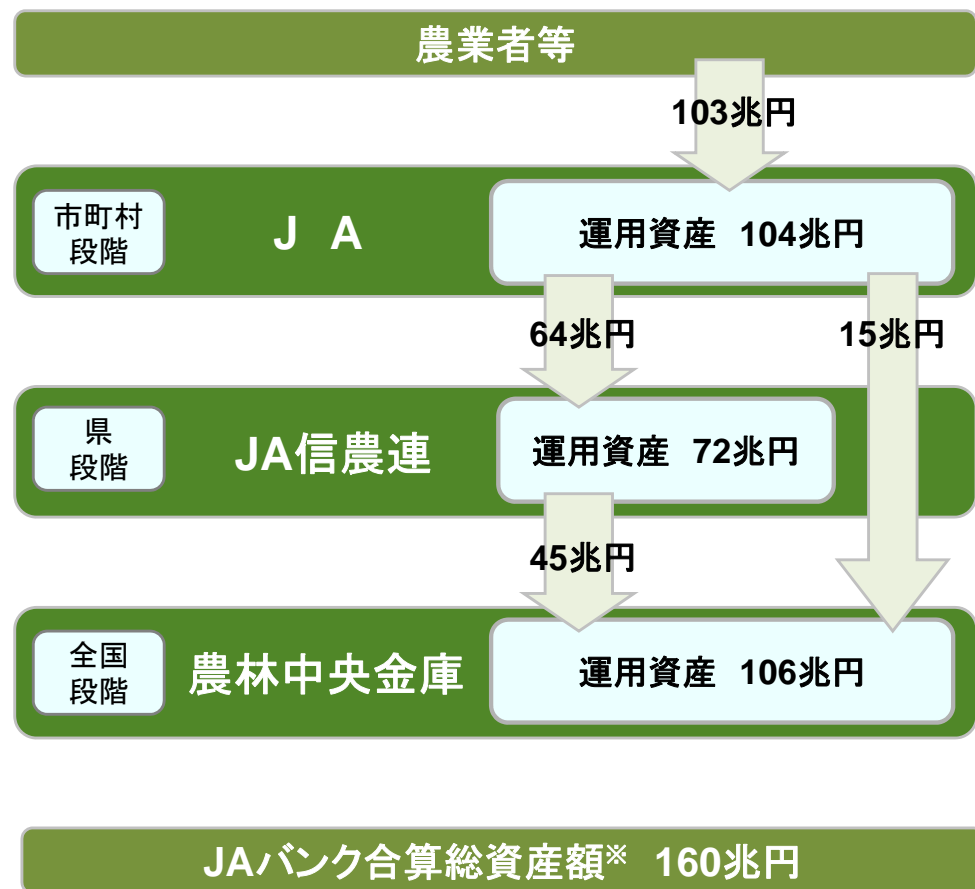 農業者等
103兆円
市町村
段階
J A
運用資産 104兆円
64兆円
15兆円
県
段階
JA信農連
運用資産 72兆円
45兆円
全国
段階
農林中央金庫
運用資産 106兆円
JAバンク合算総資産額※ 160兆円